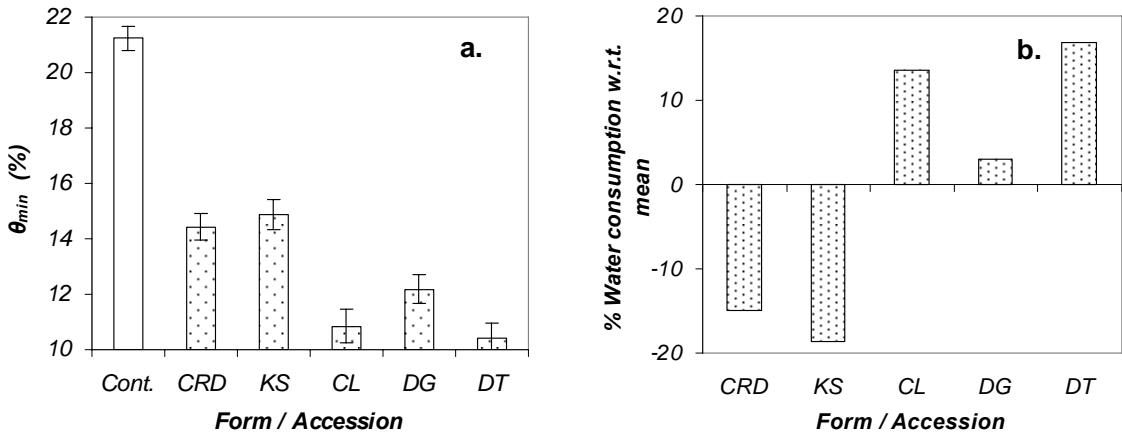 a.
θmin (%)
22
20
18
16
14
12
10
Cont. CRD KS CL DG DT
Form / Accession
b.
% Water consumption w.r.t.
mean
20
10
0
-10
-20
CRD KS CL DG DT
Form / Accession